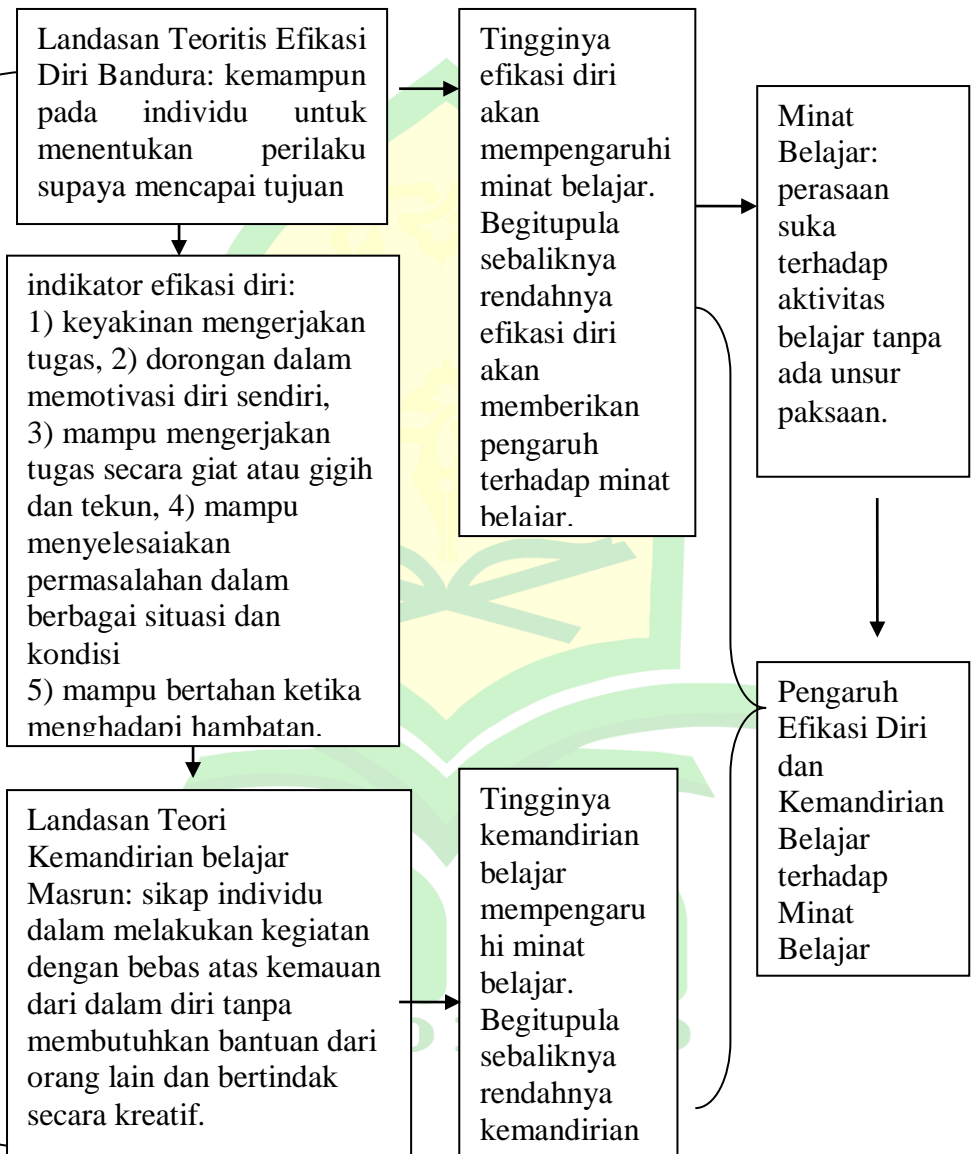 Landasan Teoritis Efikasi
Diri Bandura: kemampun
pada individu untuk
menentukan perilaku
supaya mencapai tujuan
indikator efikasi diri:
1) keyakinan mengerjakan
tugas, 2) dorongan dalam
memotivasi diri sendiri,
3) mampu mengerjakan
tugas secara giat atau gigih
dan tekun, 4) mampu
menyelesaiakan
permasalahan dalam
berbagai situasi dan
kondisi
5) mampu bertahan ketika
menghadapi hambatan.
Landasan Teori
Kemandirian belajar
Masrun: sikap individu
dalam melakukan kegiatan
dengan bebas atas kemauan
dari dalam diri tanpa
membutuhkan bantuan dari
orang lain dan bertindak
secara kreatif.
Tingginya
efikasi diri
akan
mempengaruhi
minat belajar.
Begitupula
sebaliknya
rendahnya
efikasi diri
akan
memberikan
pengaruh
terhadap minat
belajar.
Tingginya
kemandirian
belajar
mempengaru
hi minat
belajar.
Begitupula
sebaliknya
rendahnya
kemandirian
Minat
Belajar:
perasaan
suka
terhadap
aktivitas
belajar tanpa
ada unsur
paksaan.
Pengaruh
Efikasi Diri
dan
Kemandirian
Belajar
terhadap
Minat
Belajar